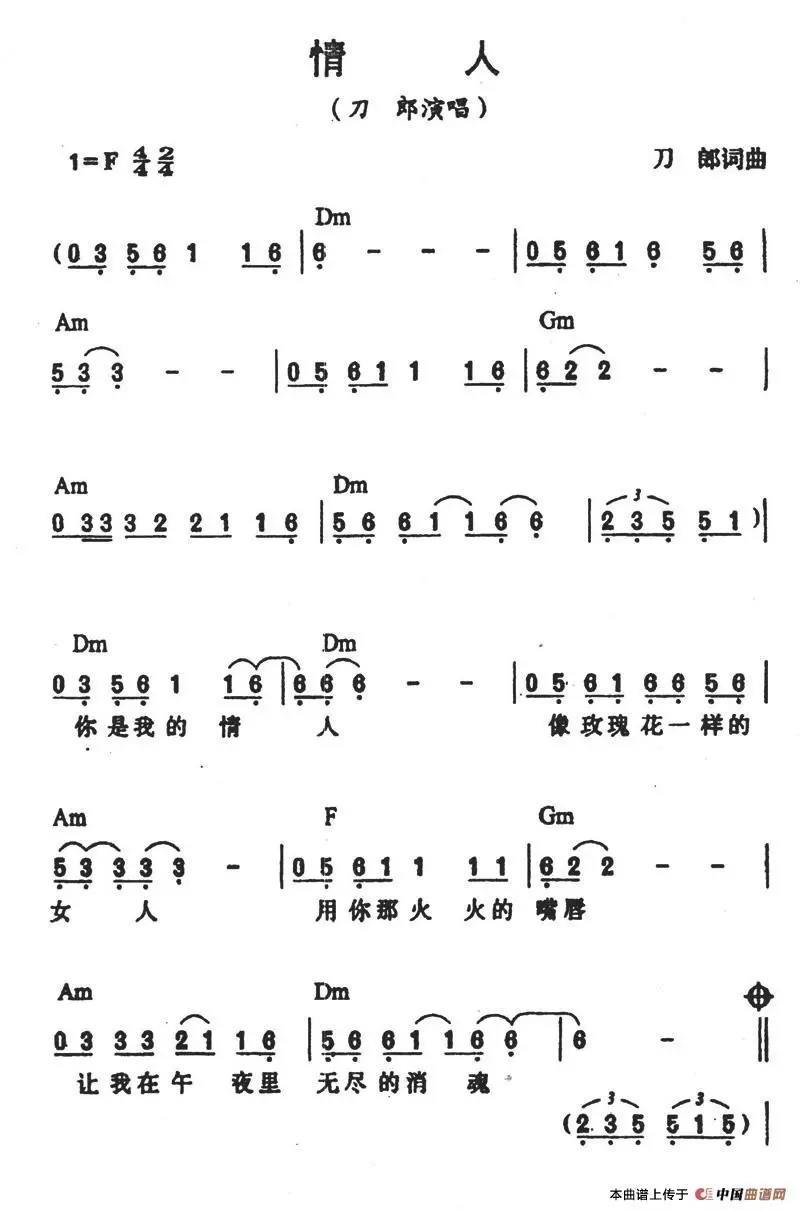 情 人
(刀 郎演唱)
1=F 4/4 2/4 刀 郎词曲
Dm
(0 3 5 6 1 1 6 | 6 - - - | 0 5 6 1 6 5 6 |
Am Gm
5 3 3 - - | 0 5 6 1 1 1 6 | 6 2 2 - - |
Am Dm
0 3 3 3 2 2 1 1 6 | 5 6 6 1 1 6 6 | 2 3 5 5 1 )|
3
Dm Dm
0 3 5 6 1 1 6 | 6 6 6 - - | 0 5 6 1 6 6 5 6 |
你是我的 情 人 像玫瑰花一样的
Am F Gm
5 3 3 3 3 - | 0 5 6 1 1 1 1 | 6 2 2 - - |
女 人 用你那火 火的 嘴唇
Am Dm
0 3 3 3 2 1 1 6 | 5 6 6 1 1 6 6 | 6 - ||
让我在午 夜里 无尽的消 魂
3 3
(2 3 5 5 1 5) |
本曲谱上传于 中国曲谱网